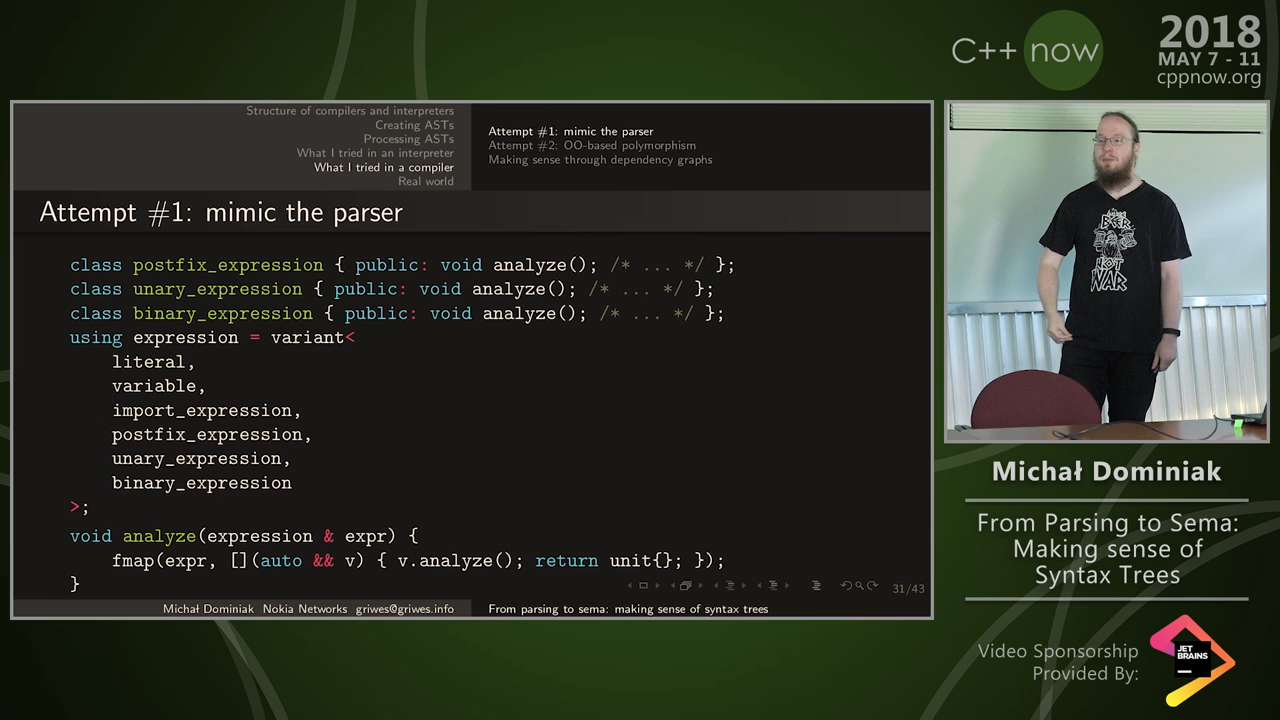 C++ now
2018
MAY 7 - 11
cppnow.org
Structure of compilers and interpreters
Creating ASTs
Processing ASTs
What I tried in an interpreter
What I tried in a compiler
Real world
Attempt #1: mimic the parser
Attempt #2: OO-based polymorphism
Making sense through dependency graphs
Attempt #1: mimic the parser
class postfix_expression { public: void analyze(); /* ... */ };
class unary_expression { public: void analyze(); /* ... */ };
class binary_expression { public: void analyze(); /* ... */ };
using expression = variant<
literal,
variable,
import_expression,
postfix_expression,
unary_expression,
binary_expression
>;
void analyze(expression & expr) {
fmap(expr, [](auto && v) { v.analyze(); return unit{}; });
}
31/43
Michał Dominiak Nokia Networks griwes@griwes.info
From parsing to sema: making sense of syntax trees
BEER
NOT
WAR
Michał Dominiak
From Parsing to Sema:
Making sense of
Syntax Trees
Video Sponsorship
Provided By:
JET
BRAINS